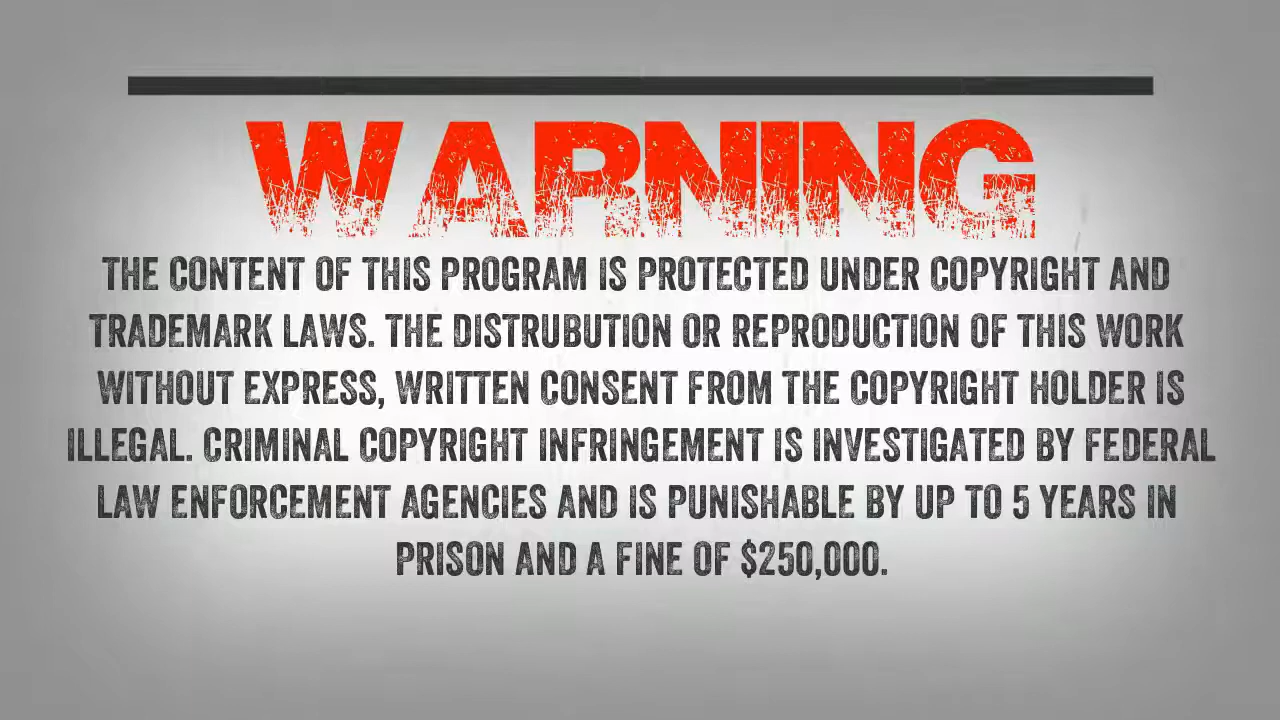 WARNING
THE CONTENT OF THIS PROGRAM IS PROTECTED UNDER COPYRIGHT AND
TRADEMARK LAWS. THE DISTRUBUTION OR REPRODUCTION OF THIS WORK
WITHOUT EXPRESS, WRITTEN CONSENT FROM THE COPYRIGHT HOLDER IS
ILLEGAL. CRIMINAL COPYRIGHT INFRINGEMENT IS INVESTIGATED BY FEDERAL
LAW ENFORCEMENT AGENCIES AND IS PUNISHABLE BY UP TO 5 YEARS IN
PRISON AND A FINE OF $250,000.